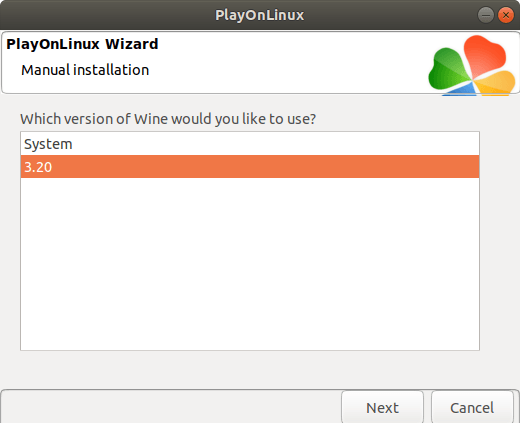 PlayOnLinux
PlayOnLinux Wizard
Manual installation
Which version of Wine would you like to use?
System
3.20
Next
Cancel